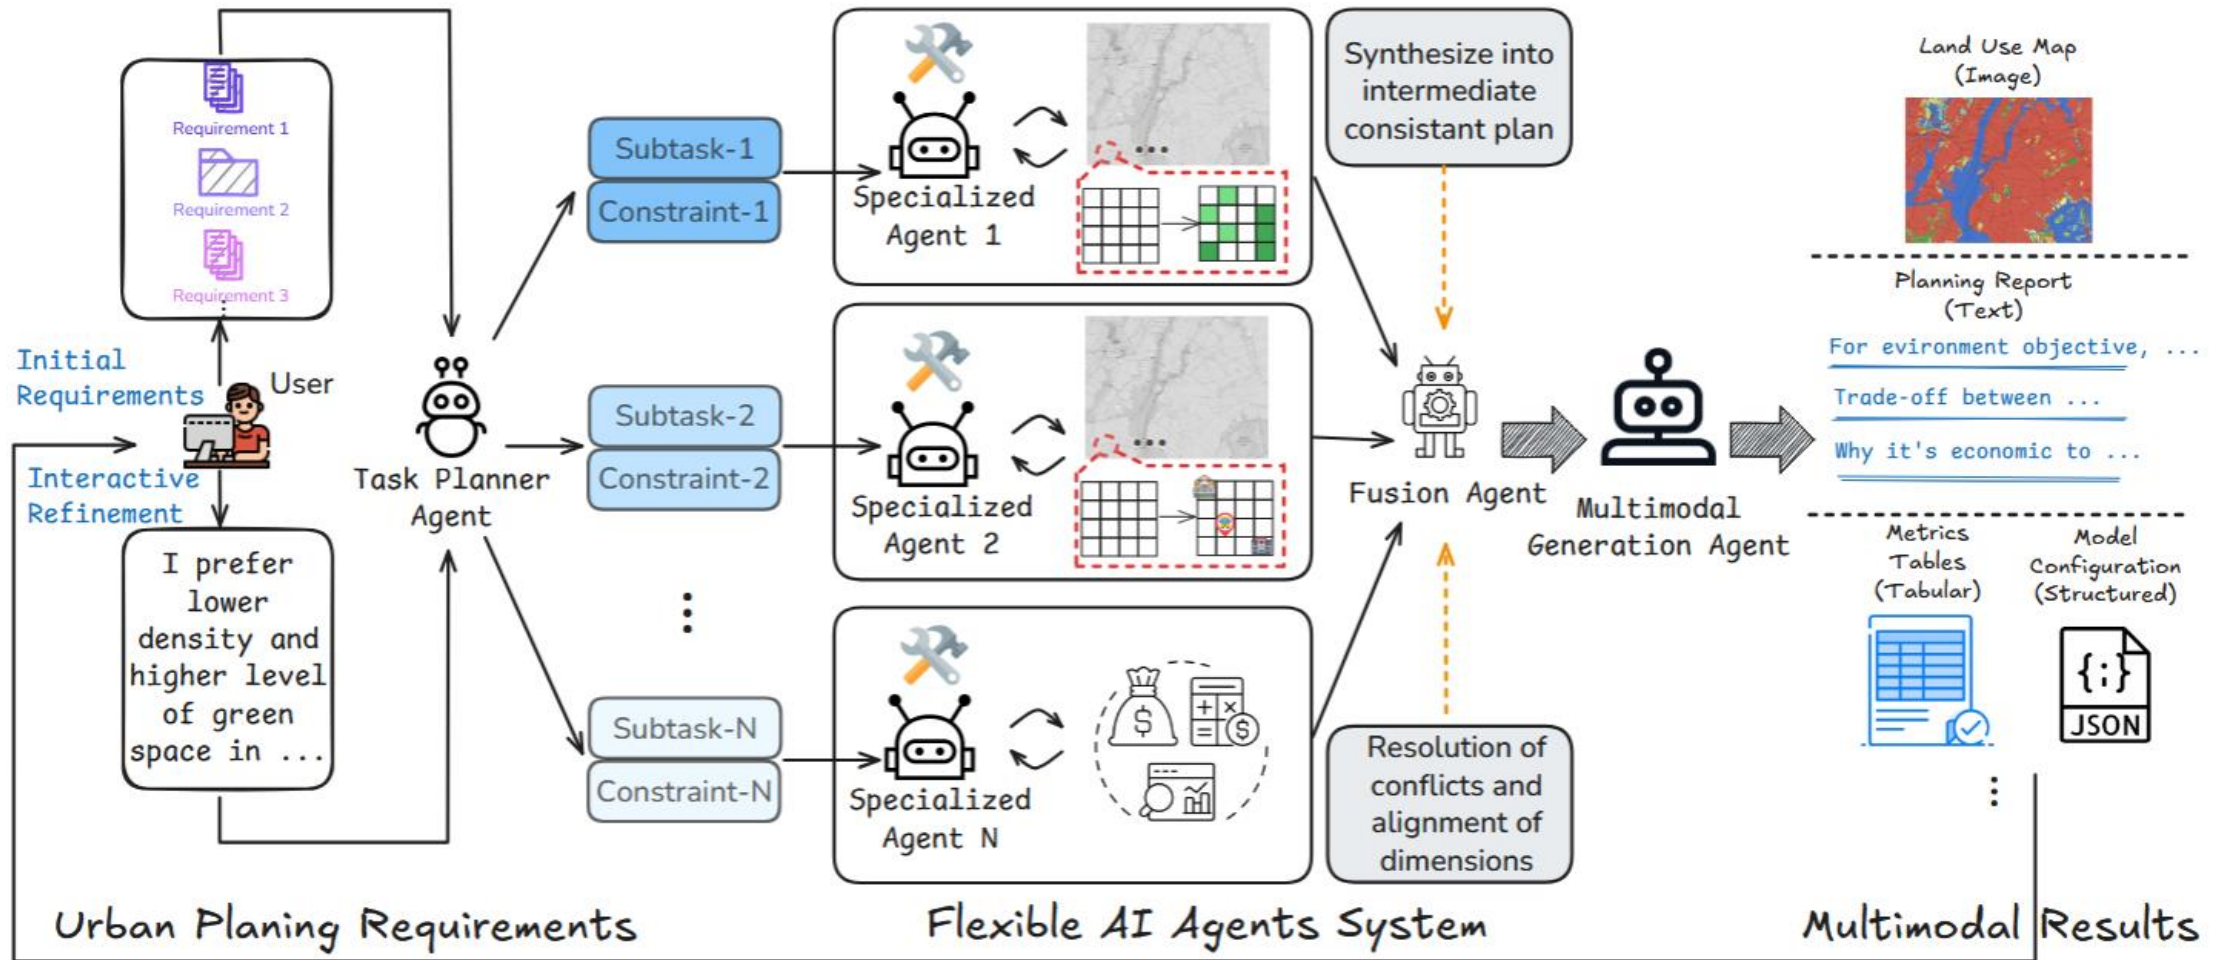 Requirement 1
Requirement 2
Requirement 3
Initial
Requirements
User
Interactive
Refinement
I prefer
lower
density and
higher level
of green
space in ...
Task Planner
Agent
Subtask-1
Constraint-1
Subtask-2
Constraint-2
Subtask-N
Constraint-N
Specialized
Agent 1
Specialized
Agent 2
Specialized
Agent N
$
+
×
=
$
Synthesize into
intermediate
consistant plan
Fusion Agent
Resolution of
conflicts and
alignment of
dimensions
Multimodal
Generation Agent
Land Use Map
(Image)
Planning Report
(Text)
For evironment objective, ...
Trade-off between ...
Why it's economic to ...
Metrics
Tables
(Tabular)
Model
Configuration
(Structured)
{;}
JSON
Urban Planing Requirements
Flexible AI Agents System
Multimodal Results